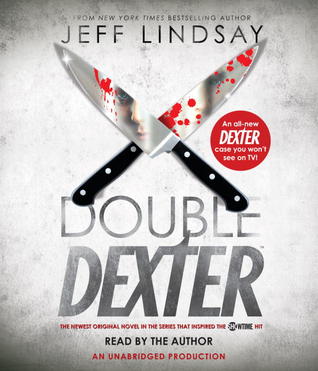 FROM NEW YORK TIMES BESTSELLING AUTHOR
JEFF LINDSAY
An all-new
DEXTER
case you won't
see on TV!
DOUBLE
DEXTER™
THE NEWEST ORIGINAL NOVEL IN THE SERIES THAT INSPIRED THE SHOWTIME HIT
READ BY THE AUTHOR
AN UNABRIDGED PRODUCTION